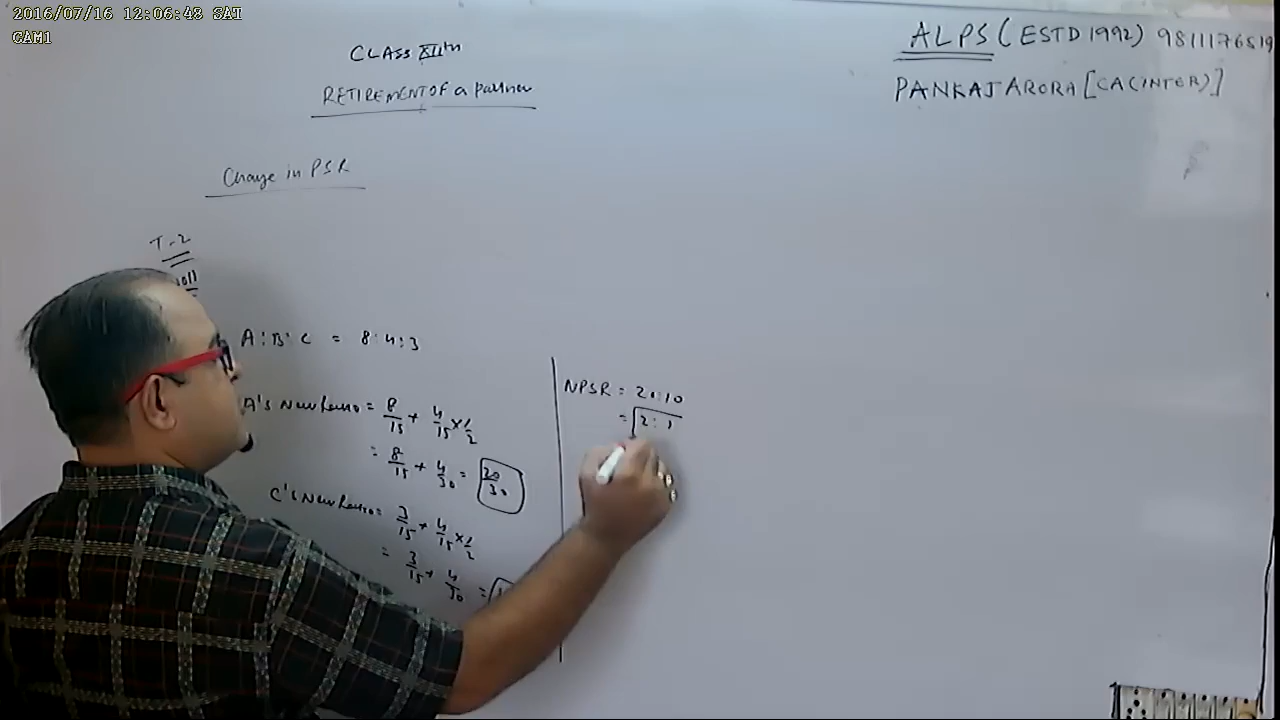 2016/07/16 12:06:48 SAT
CAM1
CLASS XIIth
RETIREMENT OF a partner
ALPS (ESTD 1992) 98111176519
PANKAJ ARORA [CA(INTER)]
Change in PSR
T.2
A:B:C = 8:4:3
A's New Ratio = 8/15 + 4/15 x 1/2
= 8/15 + 4/30 = 20/30
C's New Ratio = 3/15 + 4/15 x 1/2
= 3/15 + 4/30 =
NPSR = 20:10
= 2:1